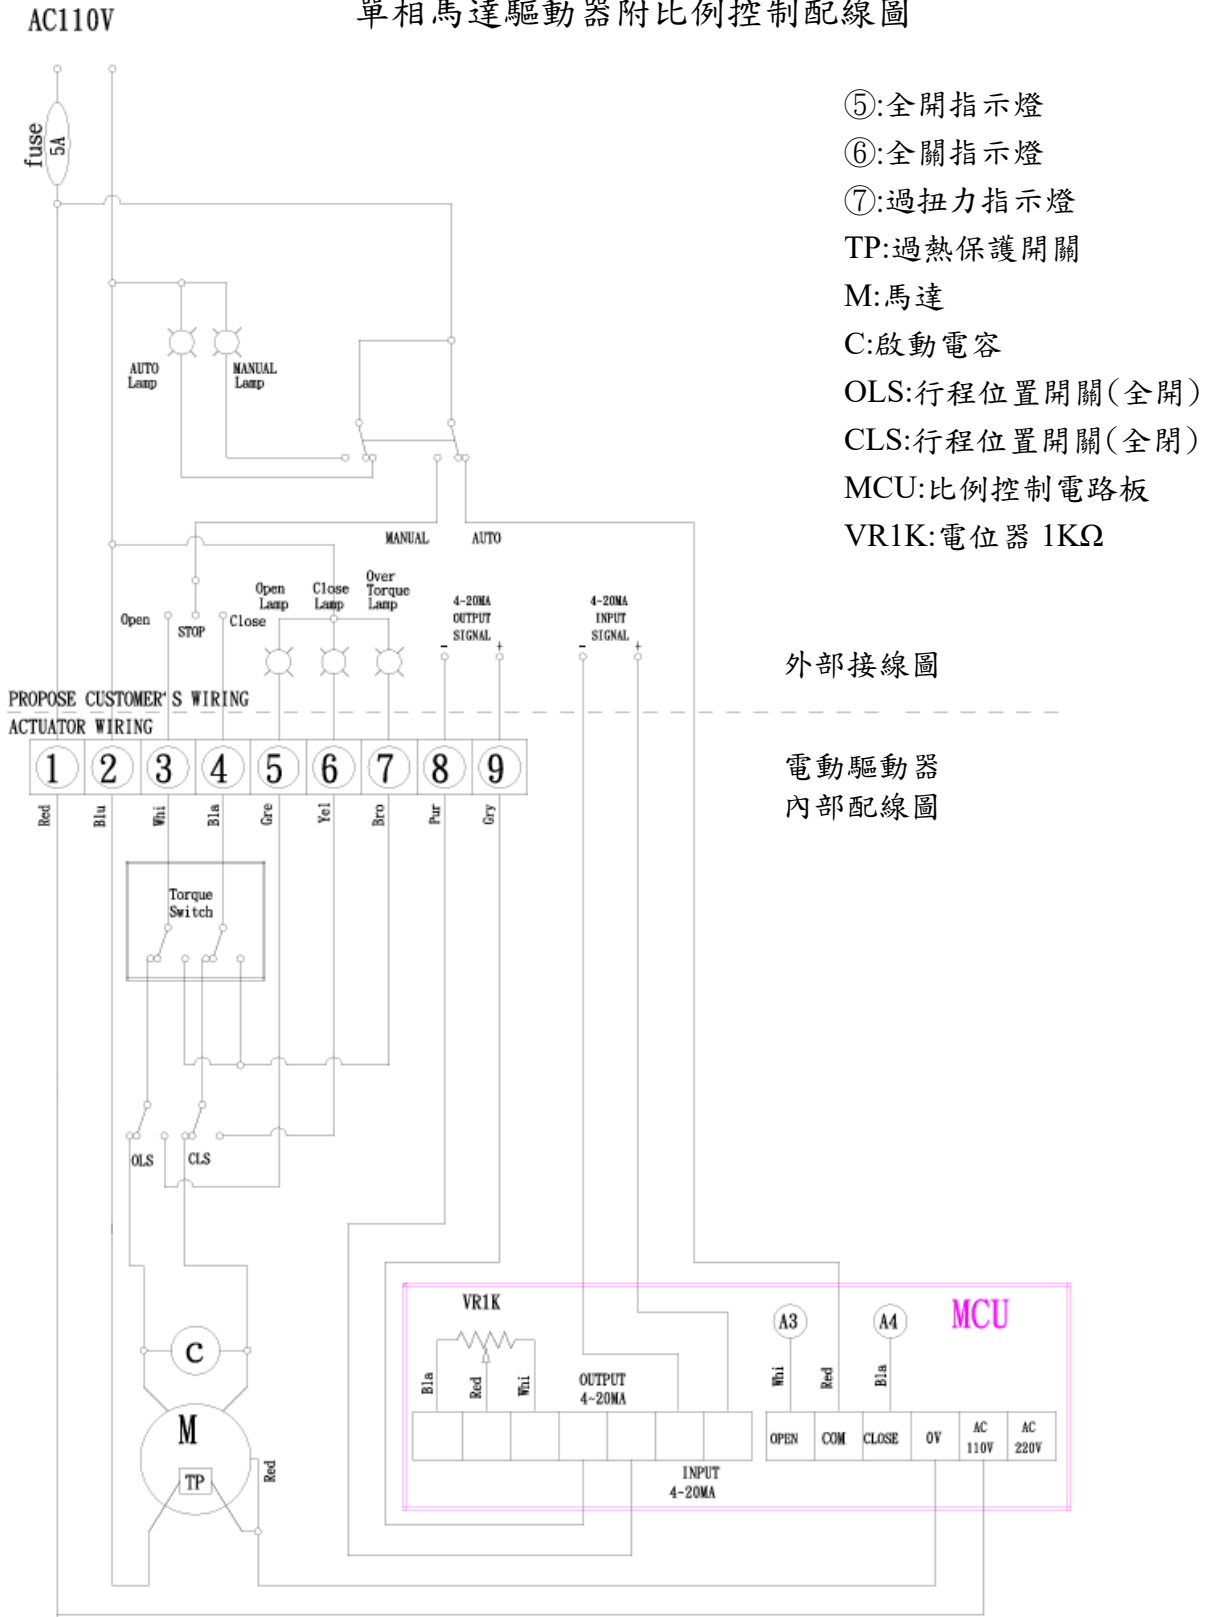 單相馬達驅動器附比例控制配線圖
AC110V
fuse
5A
⑤:全開指示燈
⑥:全關指示燈
⑦:過扭力指示燈
TP:過熱保護開關
M:馬達
C:啟動電容
OLS:行程位置開關(全開)
CLS:行程位置開關(全閉)
MCU:比例控制電路板
VR1K:電位器 1KΩ
AUTO
Lamp
MANUAL
Lamp
MANUAL
AUTO
Open
STOP
Close
Open
Lamp
Close
Lamp
Over
Torque
Lamp
4-20MA
OUTPUT
SIGNAL
- +
4-20MA
INPUT
SIGNAL
- +
外部接線圖
PROPOSE CUSTOMER'S WIRING
ACTUATOR WIRING
1 2 3 4 5 6 7 8 9
電動驅動器
內部配線圖
Red Blu Whi Bla Gre Yel Bro Pur Gry
Torque
Switch
OLS
CLS
C
M
TP
Red
VR1K
Bla Red Whi
OUTPUT
4~20MA
INPUT
4-20MA
A3
A4
MCU
Whi Red Bla
OPEN COM CLOSE 0V
AC
110V
AC
220V